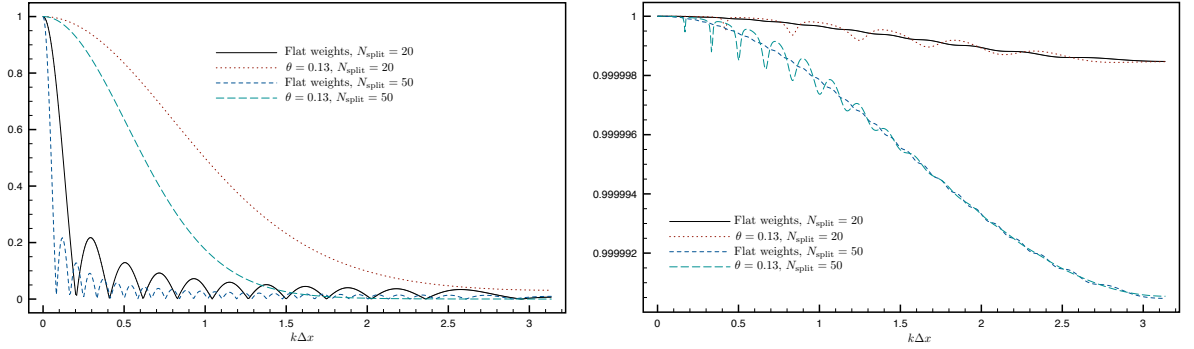 1
0.8
0.6
0.4
0.2
0
Flat weights, N_split = 20
θ = 0.13, N_split = 20
Flat weights, N_split = 50
θ = 0.13, N_split = 50
0 0.5 1 1.5 2 2.5 3
kΔx
1
0.999998
0.999996
0.999994
0.999992
Flat weights, N_split = 20
θ = 0.13, N_split = 20
Flat weights, N_split = 50
θ = 0.13, N_split = 50
0 0.5 1 1.5 2 2.5 3
kΔx